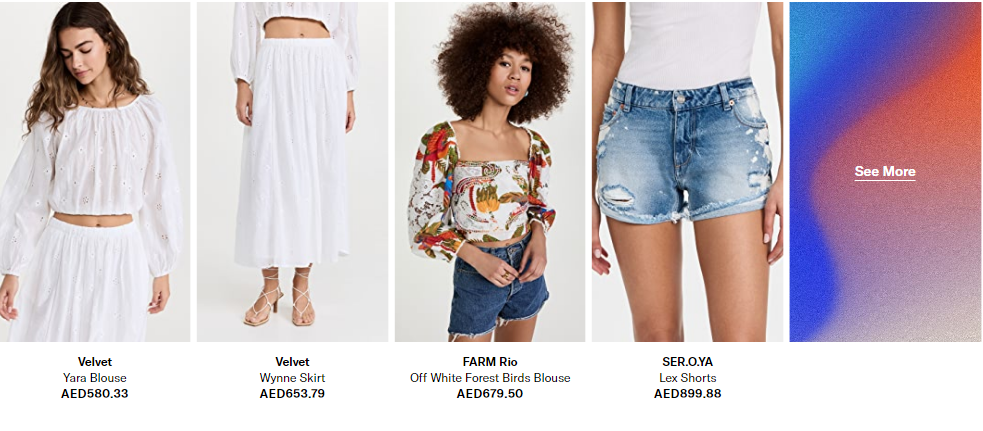 See More
Velvet
Yara Blouse
AED580.33
Velvet
Wynne Skirt
AED653.79
FARM Rio
Off White Forest Birds Blouse
AED679.50
SER.O.YA
Lex Shorts
AED899.88